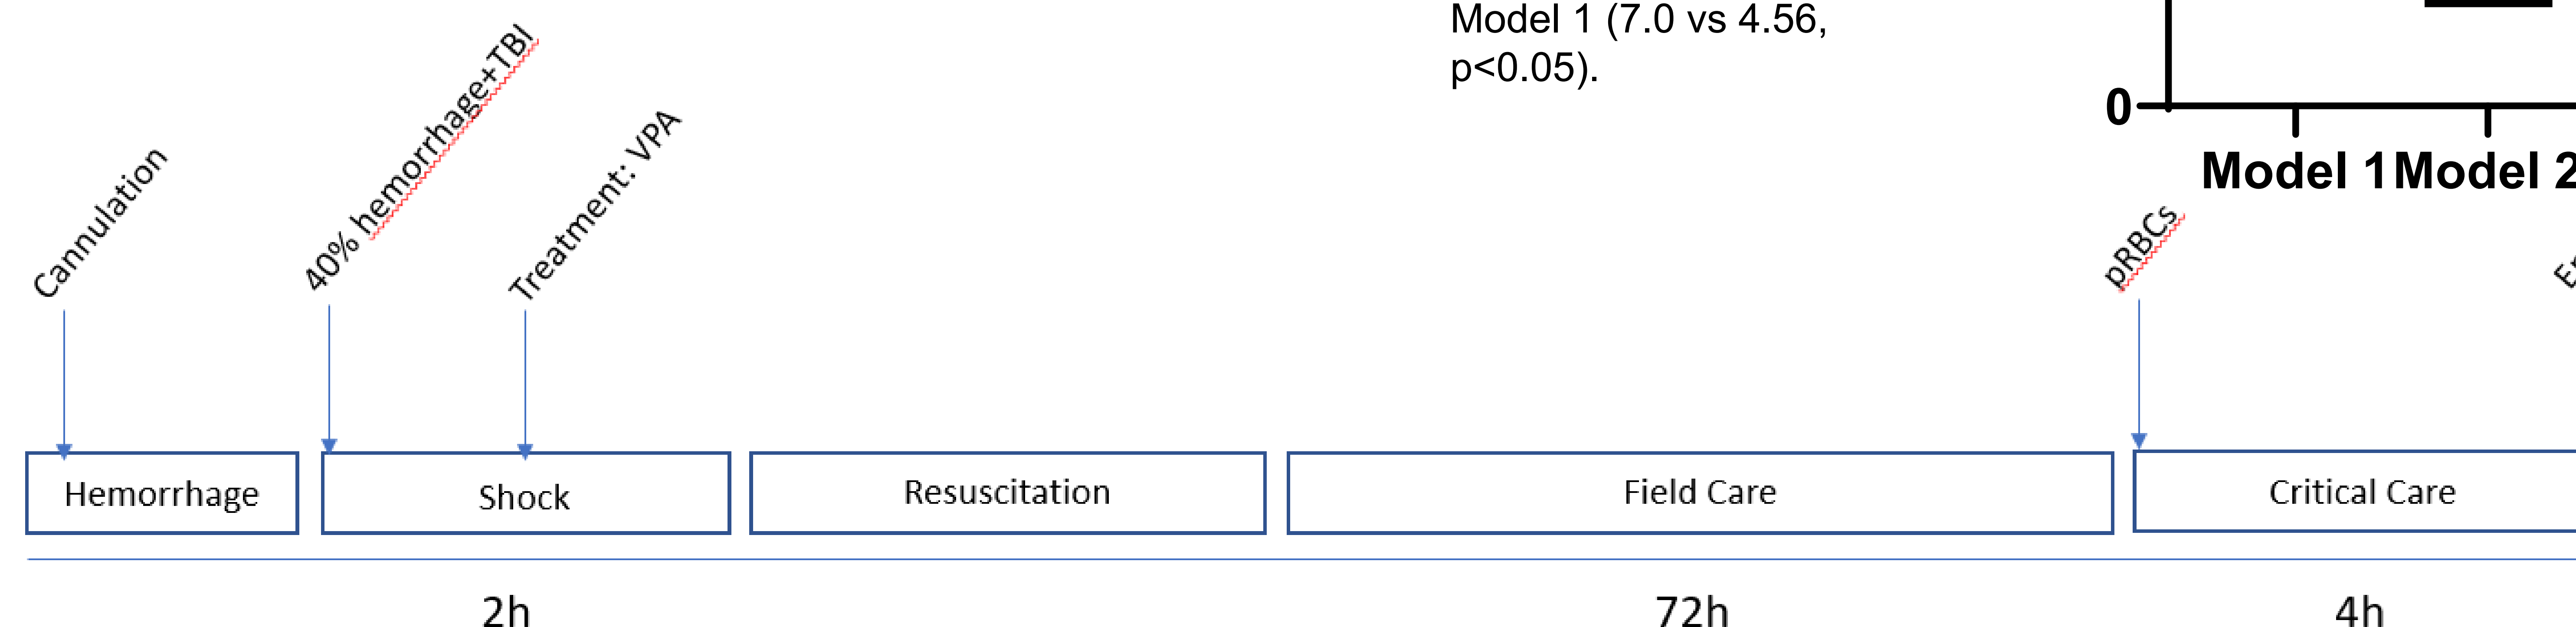 Model 1 (7.0 vs 4.56,
p<0.05).
0
Model 1 Model 2
Cannulation
40% hemorrhage+TBI
Treatment: VPA
pRBCs
Hemorrhage
Shock
Resuscitation
Field Care
Critical Care
2h
72h
4h